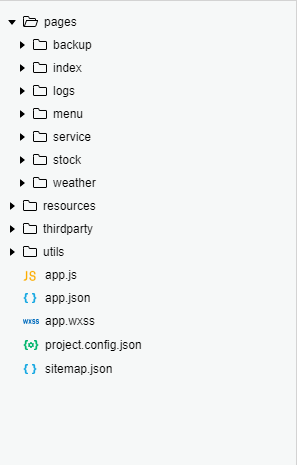 pages
backup
index
logs
menu
service
stock
weather
resources
thirdparty
utils
JS app.js
{ } app.json
wxss app.wxss
{o} project.config.json
{ } sitemap.json